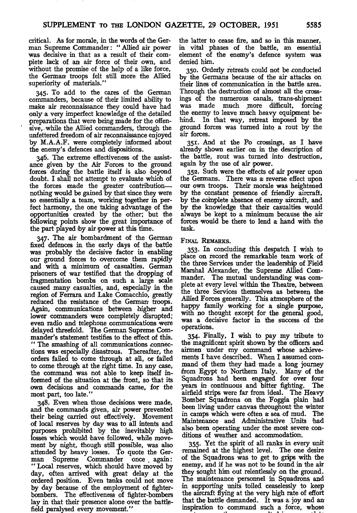 SUPPLEMENT TO THE LONDON GAZETTE, 29 OCTOBER, 1951 5585
critical. As for morale, in the words of the Ger-
man Supreme Commander: "Allied air power
was decisive in that as a result of their com-
plete lack of an air force of their own, and
without the promise of the help of a like force,
the German troops felt still more the Allied
superiority of materials."
345. To add to the cares of the German
commanders, because of their limited ability to
make air reconnaissance they could have had
only a very imperfect knowledge of the detailed
preparations that were being made for the offen-
sive, while the Allied commanders, through the
unfettered freedom of air reconnaissance enjoyed
by M.A.A.F. were completely informed about
the enemy's defences and dispositions.
346. The extreme effectiveness of the assist-
ance given by the Air Forces to the ground
forces during the battle itself is also beyond
doubt. I shall not attempt to evaluate which of
the forces made the greater contribution—
nothing would be gained by that since they were
so essentially a team, working together in per-
fect harmony, the one taking advantage of the
opportunities created by the other; but the
following points show the great importance of
the part played by air power at this time.
347. The air bombardment of the German
fixed defences in the early days of the battle
was probably the decisive factor in enabling
our ground forces to overcome them rapidly
and with a minimum of casualties. German
prisoners of war testified that the dropping of
fragmentation bombs on such a large scale
caused many casualties, and, especially in the
region of Ferrara and Lake Comacchio, greatly
reduced the resistance of the German troops.
Again, communications between higher and
lower commanders were completely disrupted;
even radio and telephone communications were
delayed threefold. The German Supreme Com-
mander's statement testifies to the effect of this.
"The smashing of all communications connec-
tions was especially disastrous. Thereafter, the
orders failed to come through at all, or failed
to come through at the right time. In any case,
the command was not able to keep itself in-
formed of the situation at the front, so that its
own decisions and commands came, for the
most part, too late."
348. Even when those decisions were made,
and the commands given, air power prevented
their being carried out effectively. Movement
of local reserves by day was to all intents and
purposes prohibited by the inevitably high
losses which would have followed, while move-
ment by night, though still possible, was also
attended by heavy losses. To quote the Ger-
man Supreme Commander once again:
"Local reserves, which should have moved by
day, often arrived with great delay at the
ordered position. Even tanks could not move
by day because of the employment of fighter-
bombers. The effectiveness of fighter-bombers
lay in that their presence alone over the battle-
field paralysed every movement."
the latter to cease fire, and so in this manner,
in vital phases of the battle, an essential
element of the enemy's defence system was
denied him.
350. Orderly retreats could not be conducted
by the Germans because of the air attacks on
their lines of communication in the battle area.
Through the destruction of almost all the cross-
ings of the numerous canals, trans-shipment
was made much more difficult, forcing
the enemy to leave much heavy equipment be-
hind. In that way, retreat imposed by the
ground forces was turned into a rout by the
air forces.
351. And at the Po crossings, as I have
already shown earlier on in the description of
the battle, rout was turned into destruction,
again by the use of air power.
352. Such were the effects of air power upon
the Germans. There was a reverse effect upon
our own troops. Their morale was heightened
by the constant presence of friendly aircraft,
by the complete absence of enemy aircraft, and
by the knowledge that their casualties would
always be kept to a minimum because the air
forces would be there to lend a hand with the
task.
FINAL REMARKS.
353. In concluding this despatch I wish to
place on record the remarkable team work of
the three Services under the leadership of Field
Marshal Alexander, the Supreme Allied Com-
mander. The mutual understanding was com-
plete at every level within the Theatre, between
the three Services themselves as between the
Allied Forces generally. This atmosphere of the
happy family working for a single purpose,
with no thought except for the general good,
was a decisive factor in the success of the
operations.
354. Finally, I wish to pay my tribute to
the magnificent spirit shown by the officers and
airmen under my command whose achieve-
ments I have described. When I assumed com-
mand of them they had made a long journey
from Egypt to Northern Italy. Many of the
Squadrons had been engaged for over four
years in continuous and bitter fighting. The
airfield strips were far from ideal. The Heavy
Bomber Squadrons on the Foggia plain had
been living under canvas throughout the winter
in camps which were often a sea of mud. The
Maintenance and Administrative Units had
also been operating under the most severe con-
ditions of weather and accommodation.
355. Yet the spirit of all ranks in every unit
remained at the highest level. The one desire
of the Squadrons was to get to grips with the
enemy, and if he was not to be found in the air
they sought him out relentlessly on the ground.
The maintenance personnel in Squadrons and
in supporting units toiled ceaselessly to keep
the aircraft flying at the very high rate of effort
that the battle demanded. It was a joy and an
inspiration to command such a force, whose